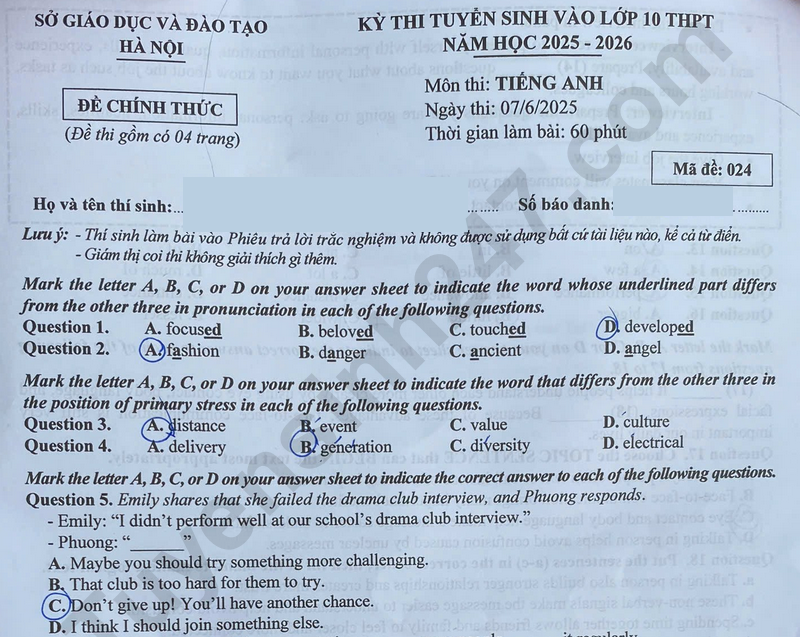 SỞ GIÁO DỤC VÀ ĐÀO TẠO
HÀ NỘI
ĐỀ CHÍNH THỨC
(Đề thi gồm có 04 trang)
KỲ THI TUYỂN SINH VÀO LỚP 10 THPT
NĂM HỌC 2025 - 2026
Môn thi: TIẾNG ANH
Ngày thi: 07/6/2025
Thời gian làm bài: 60 phút
Mã đề: 024
Họ và tên thí sinh:... ........ Số báo danh: ..........
Lưu ý: - Thí sinh làm bài vào Phiếu trả lời trắc nghiệm và không được sử dụng bất cứ tài liệu nào, kể cả từ điển.
- Giám thị coi thi không giải thích gì thêm.
Mark the letter A, B, C, or D on your answer sheet to indicate the word whose underlined part differs
from the other three in pronunciation in each of the following questions.
Question 1. A. focused B. beloved C. touched D. developed
Question 2. A. fashion B. danger C. ancient D. angel
Mark the letter A, B, C, or D on your answer sheet to indicate the word that differs from the other three in
the position of primary stress in each of the following questions.
Question 3. A. distance B. event C. value D. culture
Question 4. A. delivery B. generation C. diversity D. electrical
Mark the letter A, B, C, or D on your answer sheet to indicate the correct answer to each of the following questions.
Question 5. Emily shares that she failed the drama club interview, and Phuong responds.
- Emily: “I didn’t perform well at our school’s drama club interview.”
- Phuong: “_______”
A. Maybe you should try something more challenging.
B. That club is too hard for them to try.
C. Don’t give up! You’ll have another chance.
D. I think I should join something else.
Tuyensinh247.com